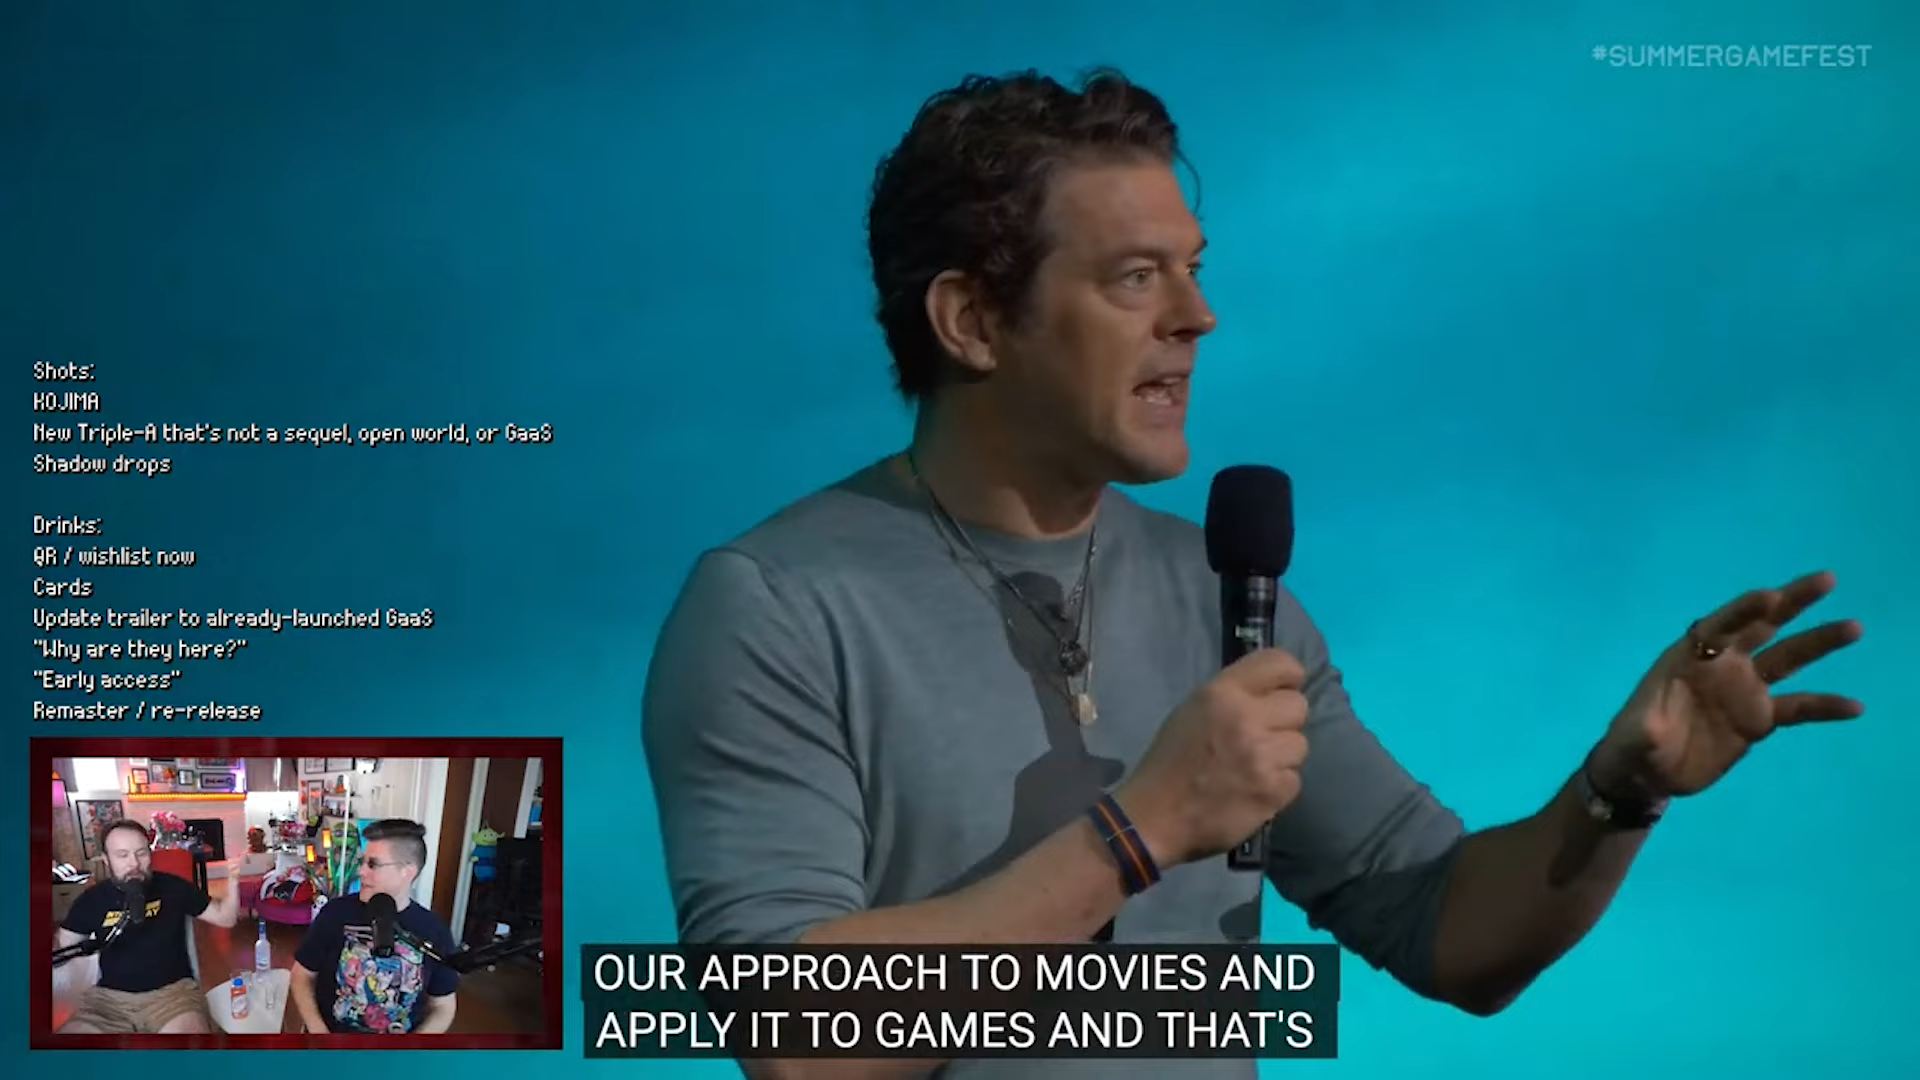 #SUMMERGAMEFEST
Shots:
KOJIMA
New Triple-A that's not a sequel, open world, or GaaS
Shadow drops
Drinks:
QR / wishlist now
Cards
Update trailer to already-launched GaaS
"Why are they here?"
"Early access"
Remaster / re-release
OUR APPROACH TO MOVIES AND
APPLY IT TO GAMES AND THAT'S